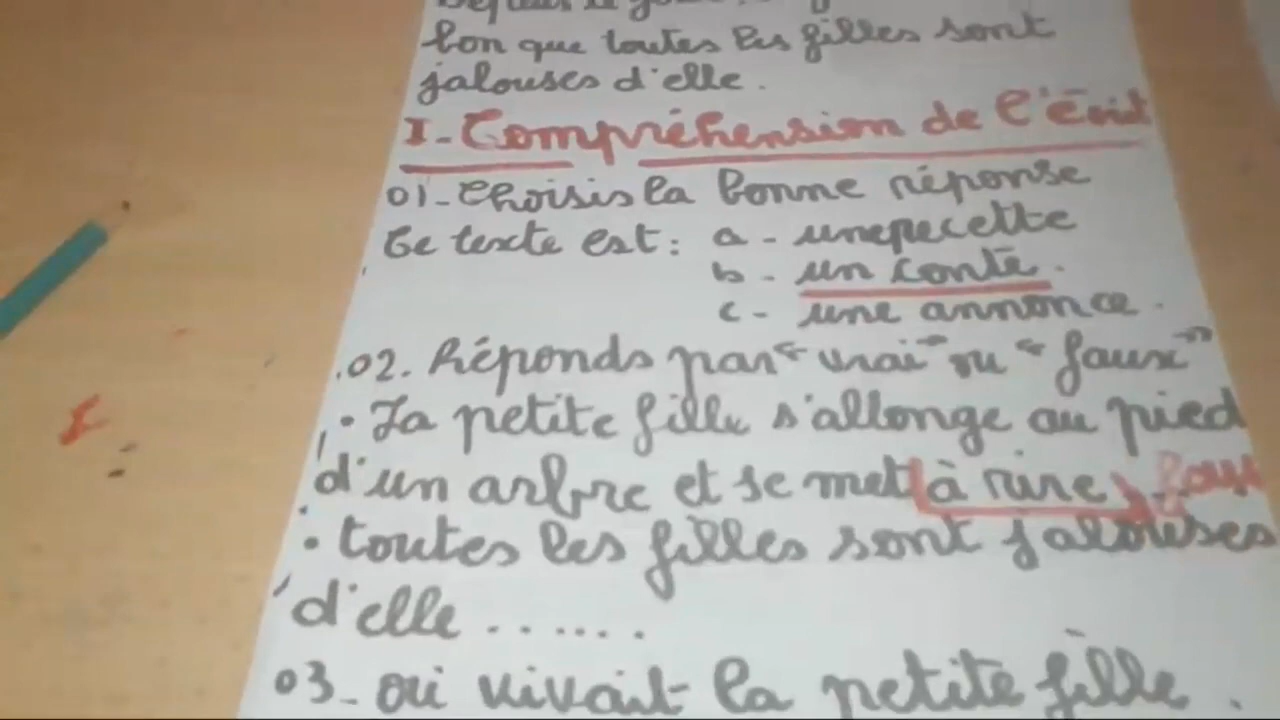 bon que toutes les filles sont
jalouses d'elle.
I - Compréhension de l'écrit
01 - Choisis la bonne réponse
Ce texte est : a - une recette
b - un conte.
c - une annonce.
02. Réponds par "vrai" ou "faux"
• La petite fille s'allonge au pied
d'un arbre et se met à rire faux
• toutes les filles sont jalouses
d'elle ......
03 - où vivait la petite fille.